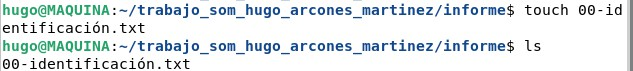 hugo@MAQUINA:~/trabajo_som_hugo_arcones_martinez/informe$ touch 00-id
entificación.txt
hugo@MAQUINA:~/trabajo_som_hugo_arcones_martinez/informe$ ls
00-identificación.txt